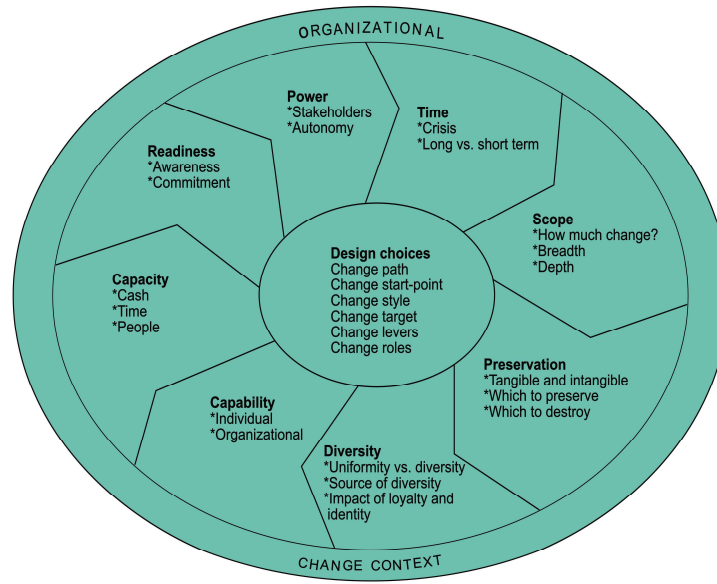 ORGANIZATIONAL
Power
*Stakeholders
*Autonomy
Time
*Crisis
*Long vs. short term
Readiness
*Awareness
*Commitment
Scope
*How much change?
*Breadth
*Depth
Design choices
Change path
Change start-point
Change style
Change target
Change levers
Change roles
Capacity
*Cash
*Time
*People
Preservation
*Tangible and intangible
*Which to preserve
*Which to destroy
Capability
*Individual
*Organizational
Diversity
*Uniformity vs. diversity
*Source of diversity
*Impact of loyalty and
identity
CHANGE CONTEXT